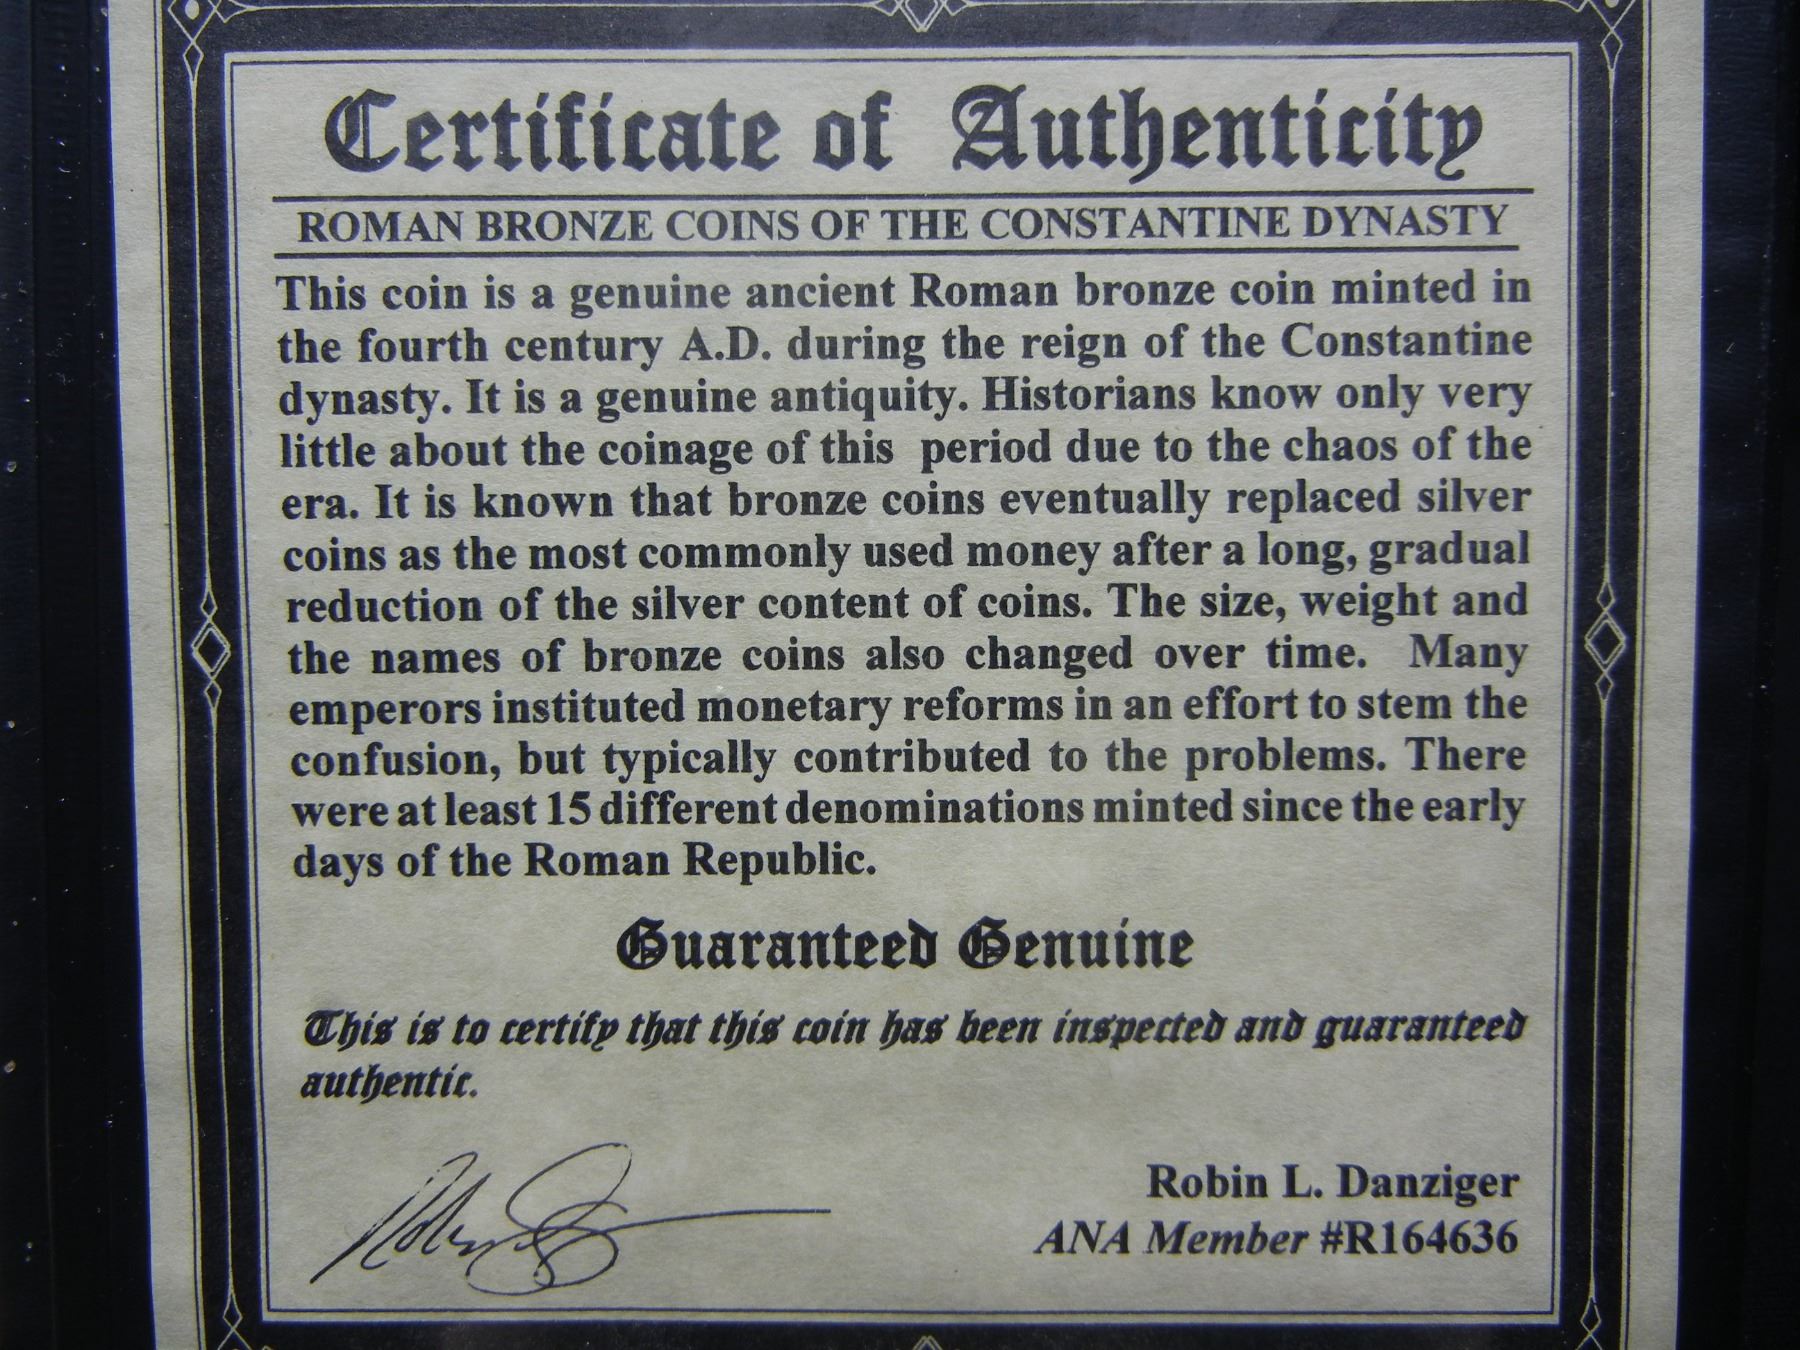 Certificate of Authenticity
ROMAN BRONZE COINS OF THE CONSTANTINE DYNASTY
This coin is a genuine ancient Roman bronze coin minted in
the fourth century A.D. during the reign of the Constantine
dynasty. It is a genuine antiquity. Historians know only very
little about the coinage of this period due to the chaos of the
era. It is known that bronze coins eventually replaced silver
coins as the most commonly used money after a long, gradual
reduction of the silver content of coins. The size, weight and
the names of bronze coins also changed over time. Many
emperors instituted monetary reforms in an effort to stem the
confusion, but typically contributed to the problems. There
were at least 15 different denominations minted since the early
days of the Roman Republic.
Guaranteed Genuine
This is to certify that this coin has been inspected and guaranteed
authentic.
Robin L. Danziger
ANA Member #R164636